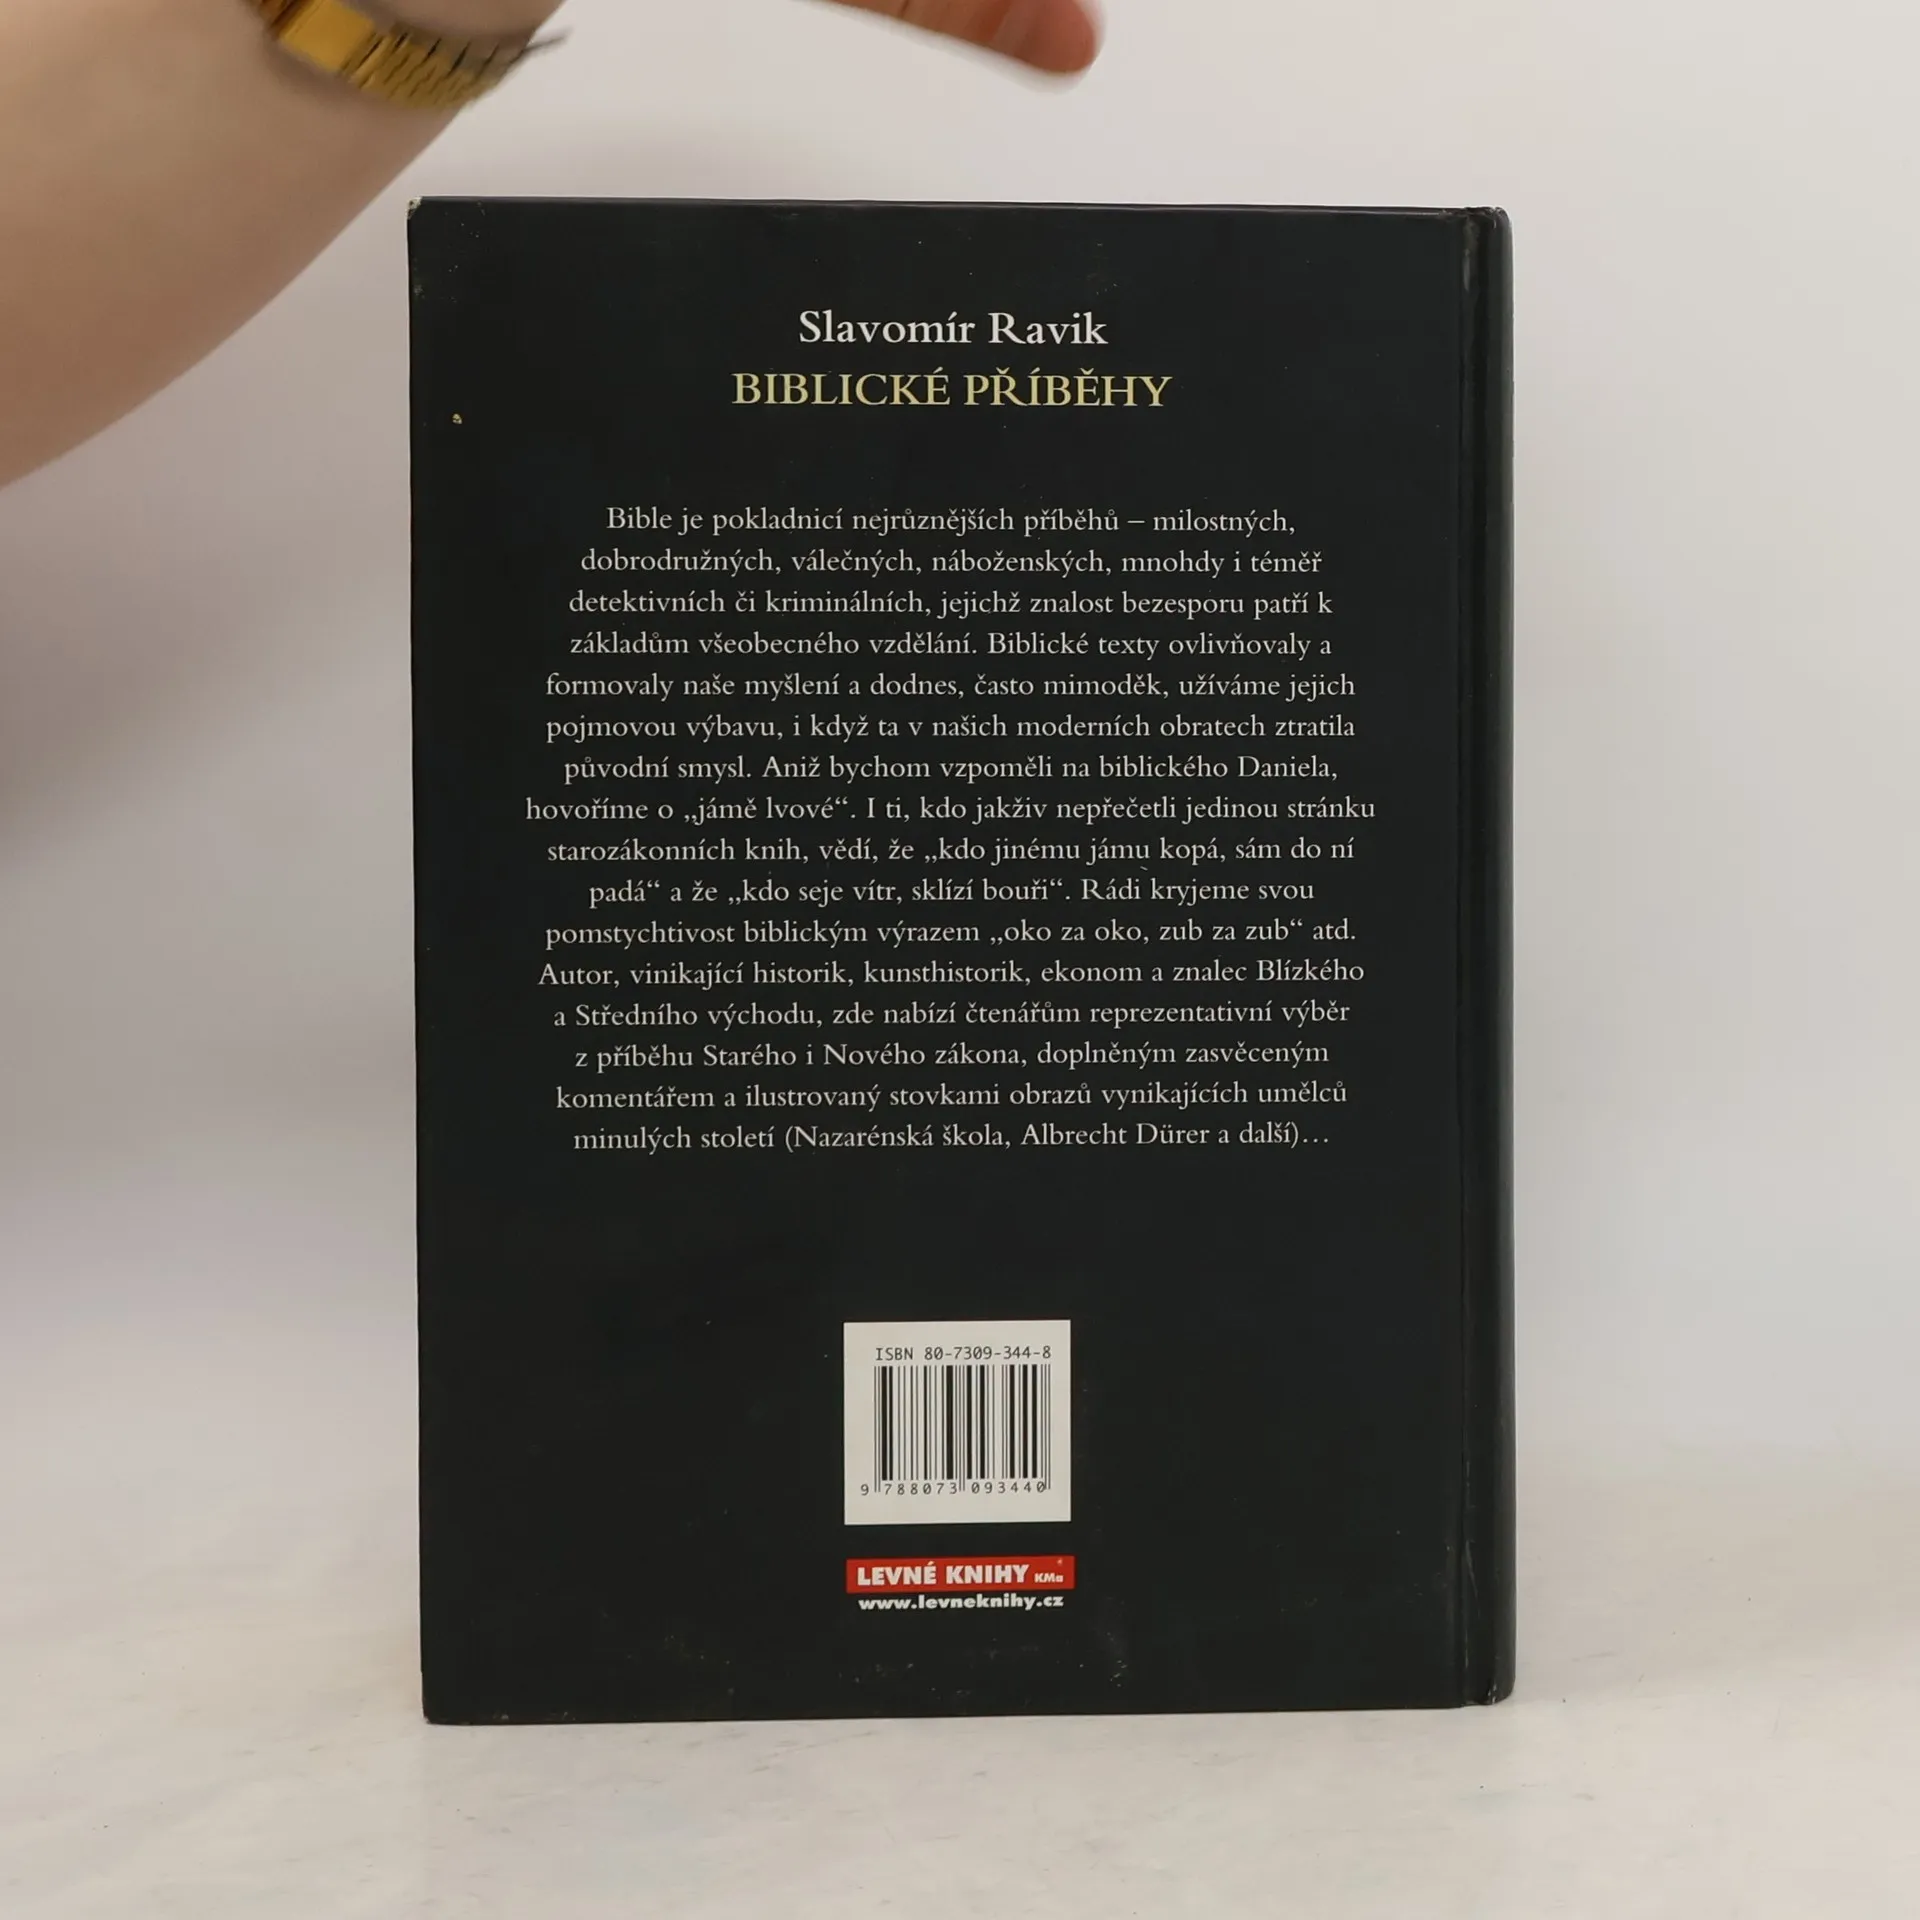 Slavomír Ravik
BIBLICKÉ PŘÍBĚHY
Bible je pokladnicí nejrůznějších příběhů – milostných,
dobrodružných, válečných, náboženských, mnohdy i téměř
detektivních či kriminálních, jejichž znalost bezesporu patří k
základům všeobecného vzdělání. Biblické texty ovlivňovaly a
formovaly naše myšlení a dodnes, často mimoděk, užíváme jejich
pojmovou výbavu, i když ta v našich moderních obratech ztratila
původní smysl. Aniž bychom vzpoměli na biblického Daniela,
hovoříme o „jámě lvové“. I ti, kdo jakživ nepřečetli jedinou stránku
starozákonních knih, vědí, že „kdo jinému jámu kopá, sám do ní
padá“ a že „kdo seje vítr, sklízí bouři“. Rádi kryjeme svou
pomstychtivost biblickým výrazem „oko za oko, zub za zub“ atd.
Autor, vinikající historik, kunsthistorik, ekonom a znalec Blízkého
a Středního východu, zde nabízí čtenářům reprezentativní výběr
z příběhu Starého i Nového zákona, doplněným zasvěceným
komentářem a ilustrovaný stovkami obrazů vynikajících umělců
minulých století (Nazarénská škola, Albrecht Dürer a další)...
ISBN 80-7309-344-8
9 788073 093440
LEVNÉ KNIHY KMa
www.levneknihy.cz